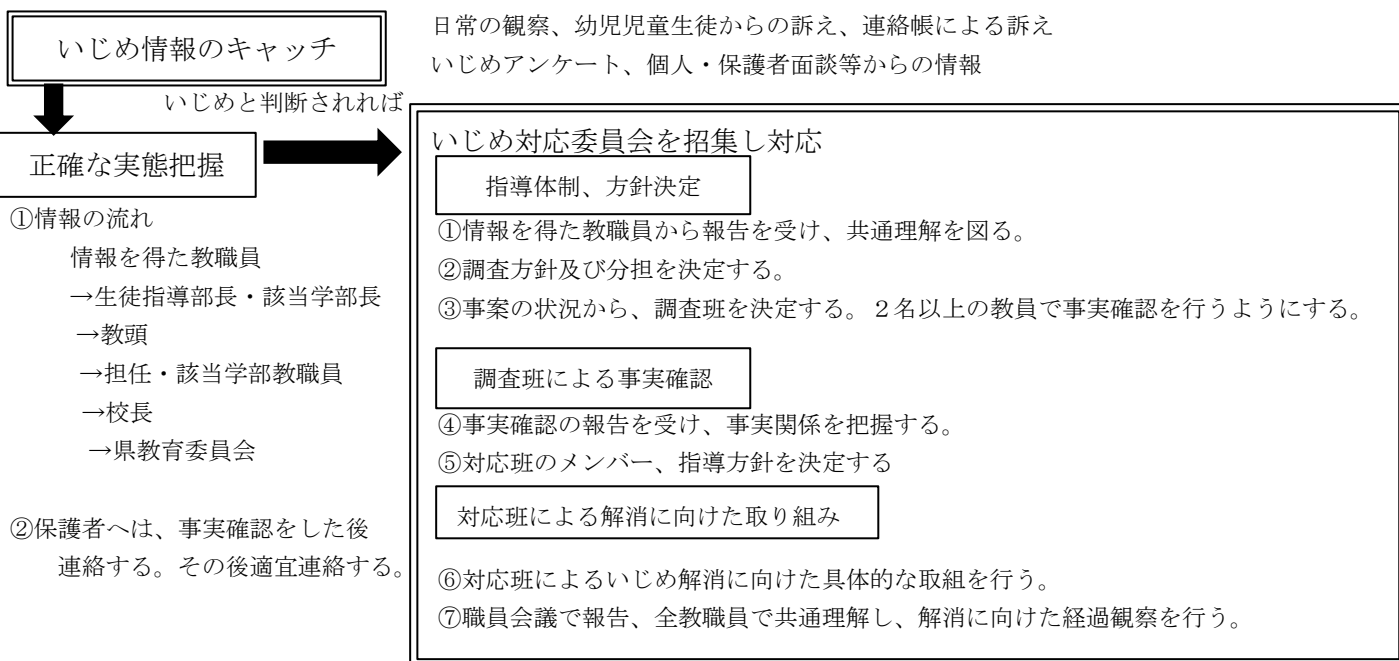 いじめ情報のキャッチ
日常の観察、幼児児童生徒からの訴え、連絡帳による訴え
いじめアンケート、個人・保護者面談等からの情報
いじめと判断されれば
正確な実態把握
①情報の流れ
情報を得た教職員
→生徒指導部長・該当学部長
→教頭
→担任・該当学部教職員
→校長
→県教育委員会
②保護者へは、事実確認をした後
連絡する。その後適宜連絡する。
いじめ対応委員会を招集し対応
指導体制、方針決定
①情報を得た教職員から報告を受け、共通理解を図る。
②調査方針及び分担を決定する。
③事案の状況から、調査班を決定する。２名以上の教員で事実確認を行うようにする。
調査班による事実確認
④事実確認の報告を受け、事実関係を把握する。
⑤対応班のメンバー、指導方針を決定する
対応班による解消に向けた取り組み
⑥対応班によるいじめ解消に向けた具体的な取組を行う。
⑦職員会議で報告、全教職員で共通理解し、解消に向けた経過観察を行う。